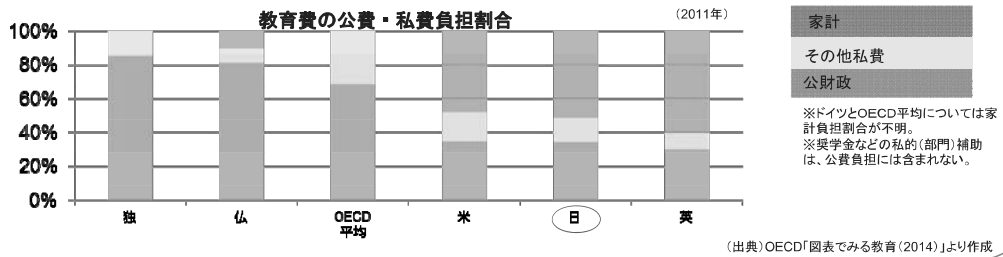 教育費の公費・私費負担割合
（2011年）
100%
80%
60%
40%
20%
0%
独
仏
OECD
平均
米
日
英
家計
その他私費
公財政
※ドイツとOECD平均については家
計負担割合が不明。
※奨学金などの私的（部門）補助
は、公費負担には含まれない。
（出典）OECD「図表でみる教育（2014）」より作成